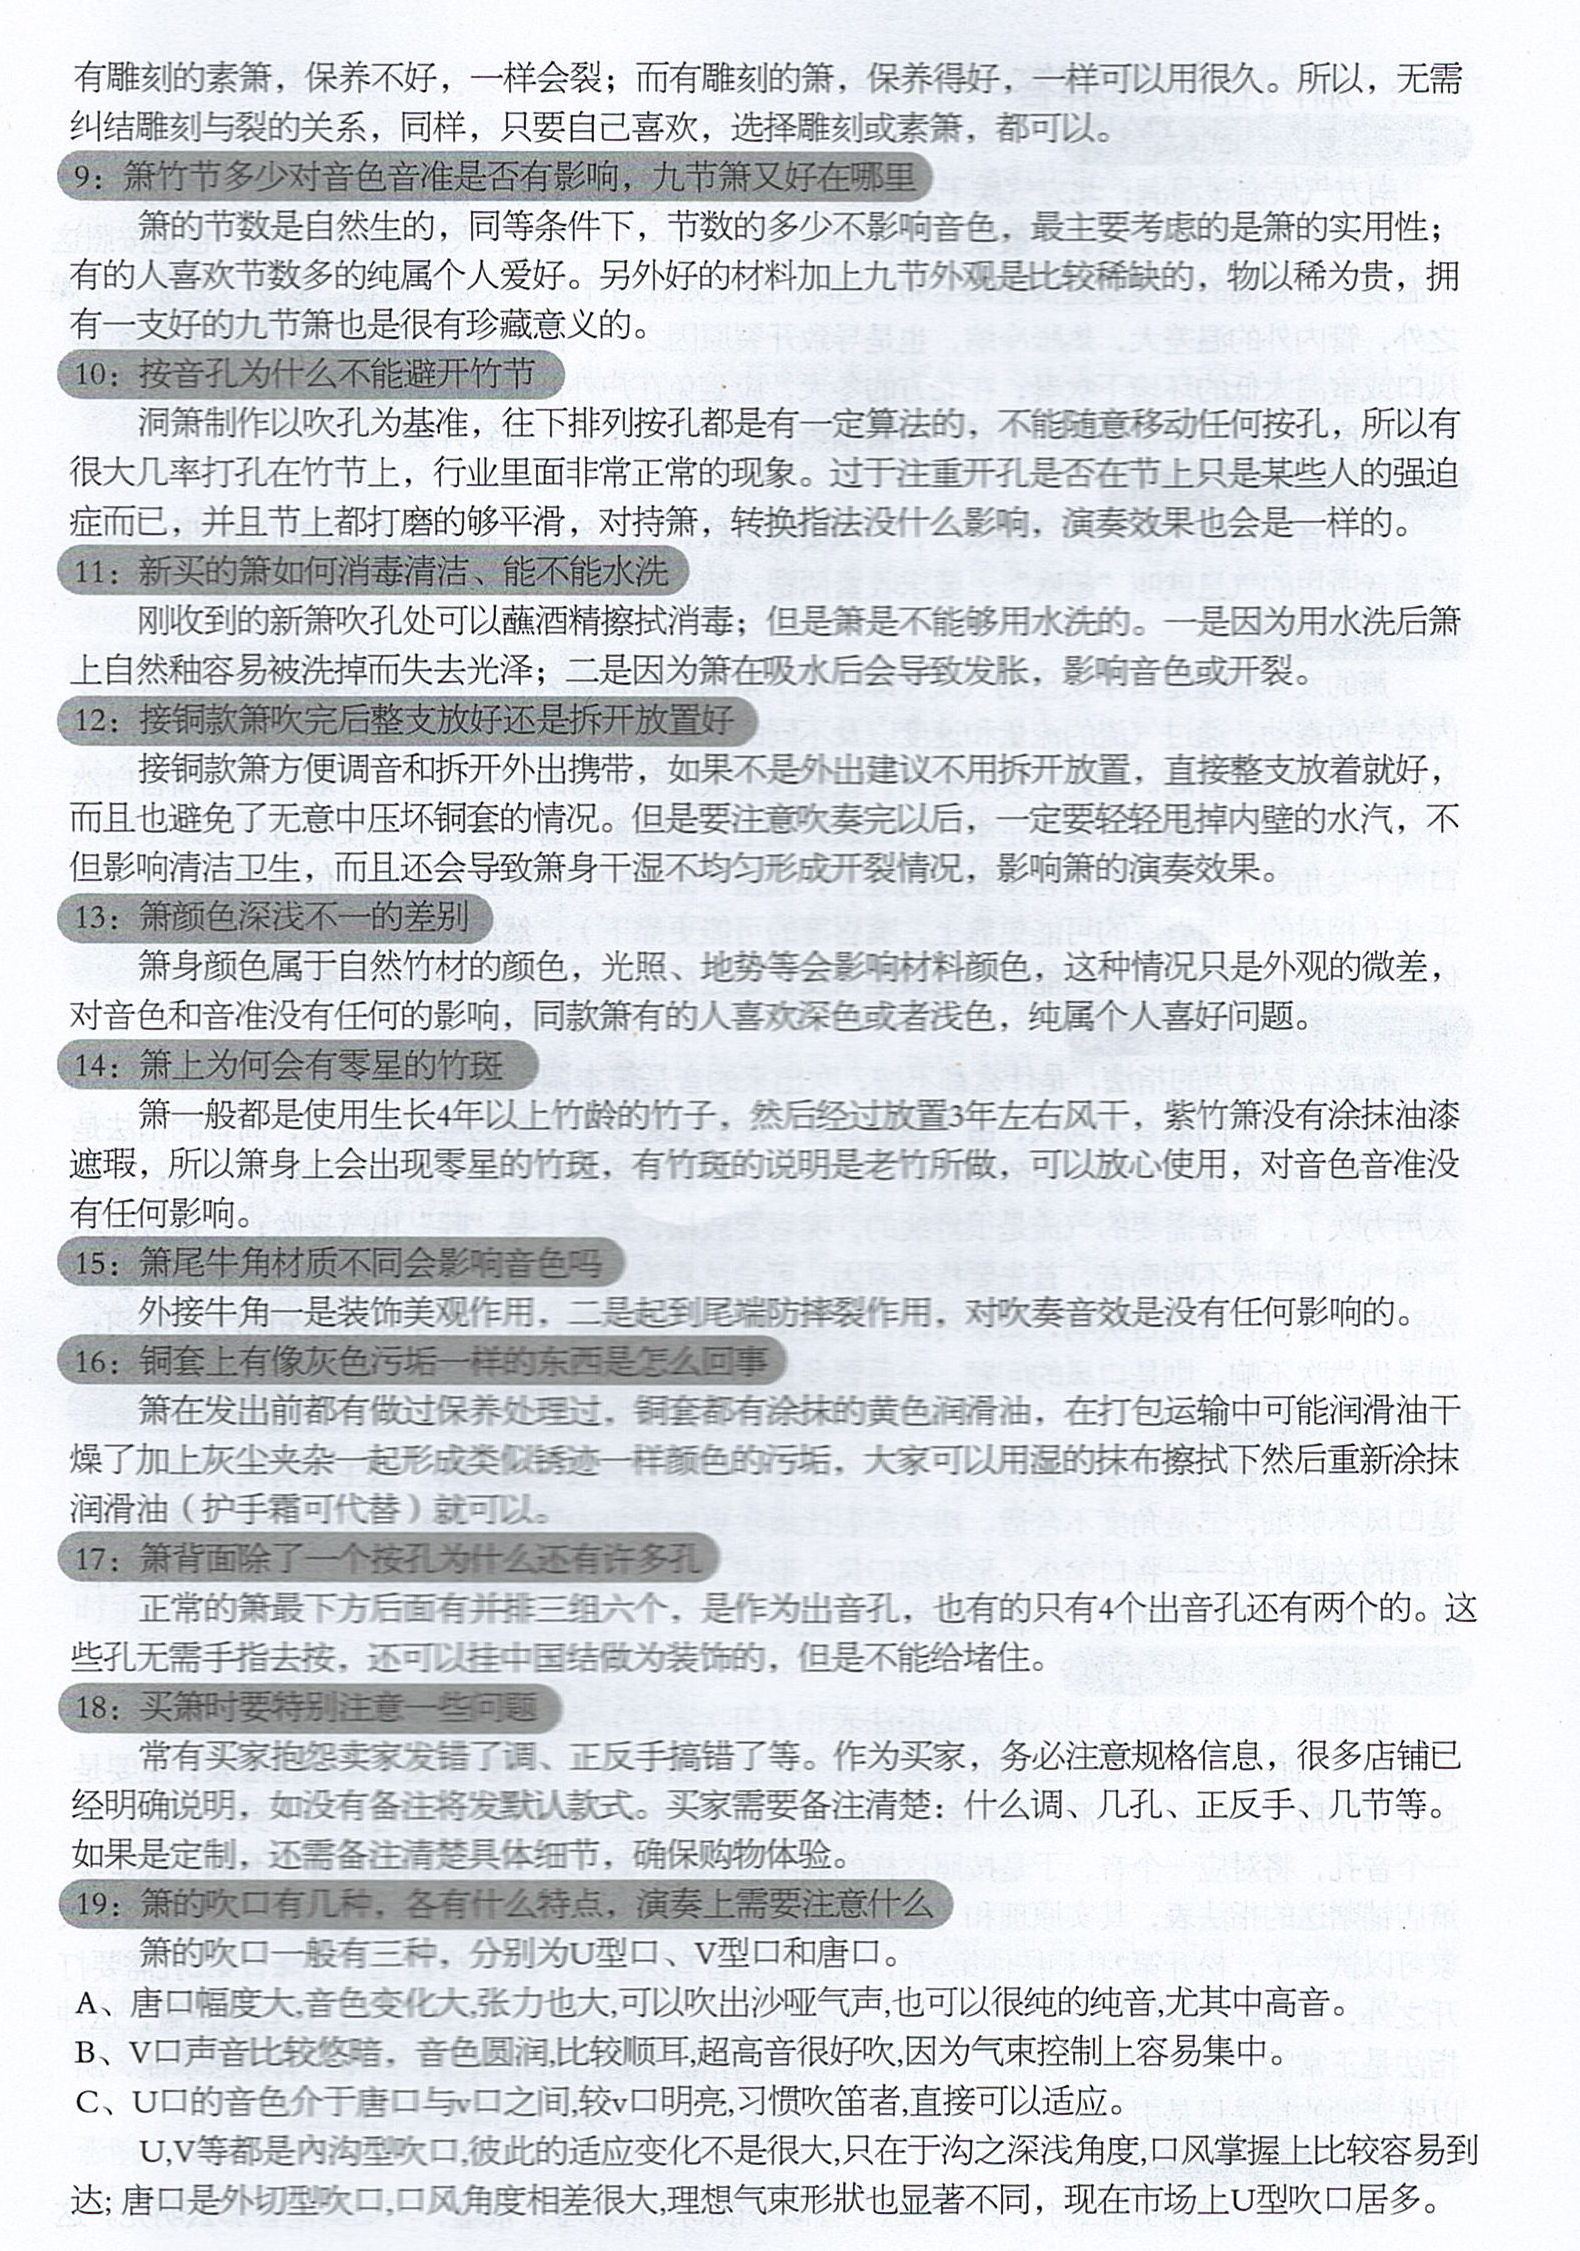 有雕刻的素箫，保养不好，一样会裂；而有雕刻的箫，保养得好，一样可以用很久。所以，无需
纠结雕刻与裂的关系，同样，只要自己喜欢，选择雕刻或素箫，都可以。
9：箫竹节多少对音色音准是否有影响，九节箫又好在哪里
箫的节数是自然生的，同等条件下，节数的多少不影响音色，最主要考虑的是箫的实用性；
有的人喜欢节数多的纯属个人爱好。另外好的材料加上九节外观是比较稀缺的，物以稀为贵，拥
有一支好的九节箫也是很有珍藏意义的。
10：按音孔为什么不能避开竹节
洞箫制作以吹孔为基准，往下排列按孔都是有一定算法的，不能随意移动任何按孔，所以有
很大几率打孔在竹节上，行业里面非常正常的现象。过于注重开孔是否在节上只是某些人的强迫
症而已，并且节上都打磨的够平滑，对持箫，转换指法没什么影响，演奏效果也会是一样的。
11：新买的箫如何消毒清洁、能不能水洗
刚收到的新箫吹孔处可以蘸酒精擦拭消毒；但是箫是不能够用水洗的。一是因为用水洗后箫
上自然釉容易被洗掉而失去光泽；二是因为箫在吸水后会导致发胀，影响音色或开裂。
12：接铜款箫吹完后整支放好还是拆开放置好
接铜款箫方便调音和拆开外出携带，如果不是外出建议不用拆开放置，直接整支放着就好，
而且也避免了无意中压坏铜套的情况。但是要注意吹奏完以后，一定要轻轻甩掉内壁的水汽，不
但影响清洁卫生，而且还会导致箫身干湿不均匀形成开裂情况，影响箫的演奏效果。
13：箫颜色深浅不一的差别
箫身颜色属于自然竹材的颜色，光照、地势等会影响材料颜色，这种情况只是外观的微差，
对音色和音准没有任何的影响，同款箫有的人喜欢深色或者浅色，纯属个人喜好问题。
14：箫上为何会有零星的竹斑
箫一般都是使用生长4年以上竹龄的竹子，然后经过放置3年左右风干，紫竹箫没有涂抹油漆
遮瑕，所以箫身上会出现零星的竹斑，有竹斑的说明是老竹所做，可以放心使用，对音色音准没
有任何影响。
15：箫尾牛角材质不同会影响音色吗
外接牛角一是装饰美观作用，二是起到尾端防摔裂作用，对吹奏音效是没有任何影响的。
16：铜套上有像灰色污垢一样的东西是怎么回事
箫在发出前都有做过保养处理过，铜套都有涂抹的黄色润滑油，在打包运输中可能润滑油干
燥了加上灰尘夹杂一起形成类似锈迹一样颜色的污垢，大家可以用湿的抹布擦拭下然后重新涂抹
润滑油（护手霜可代替）就可以。
17：箫背面除了一个按孔为什么还有许多孔
正常的箫最下方后面有并排三组六个，是作为出音孔，也有的只有4个出音孔还有两个的。这
些孔无需手指去按，还可以挂中国结做为装饰的，但是不能给堵住。
18：买箫时要特别注意一些问题
常有买家抱怨卖家发错了调、正反手搞错了等。作为买家，务必注意规格信息，很多店铺已
经明确说明，如没有备注将发默认款式。买家需要备注清楚：什么调、几孔、正反手、几节等。
如果是定制，还需备注清楚具体细节，确保购物体验。
19：箫的吹口有几种，各有什么特点，演奏上需要注意什么
箫的吹口一般有三种，分别为U型口、V型口和唐口。
A、唐口幅度大,音色变化大,张力也大,可以吹出沙哑气声,也可以很纯的纯音,尤其中高音。
B、V口声音比较悠暗，音色圆润,比较顺耳,超高音很好吹,因为气束控制上容易集中。
C、U口的音色介于唐口与v口之间,较v口明亮,习惯吹笛者,直接可以适应。
U,V等都是內沟型吹口,彼此的适应变化不是很大,只在于沟之深浅角度,口风掌握上比较容易到
达; 唐口是外切型吹口,口风角度相差很大,理想气束形狀也显著不同，现在市场上U型吹口居多。